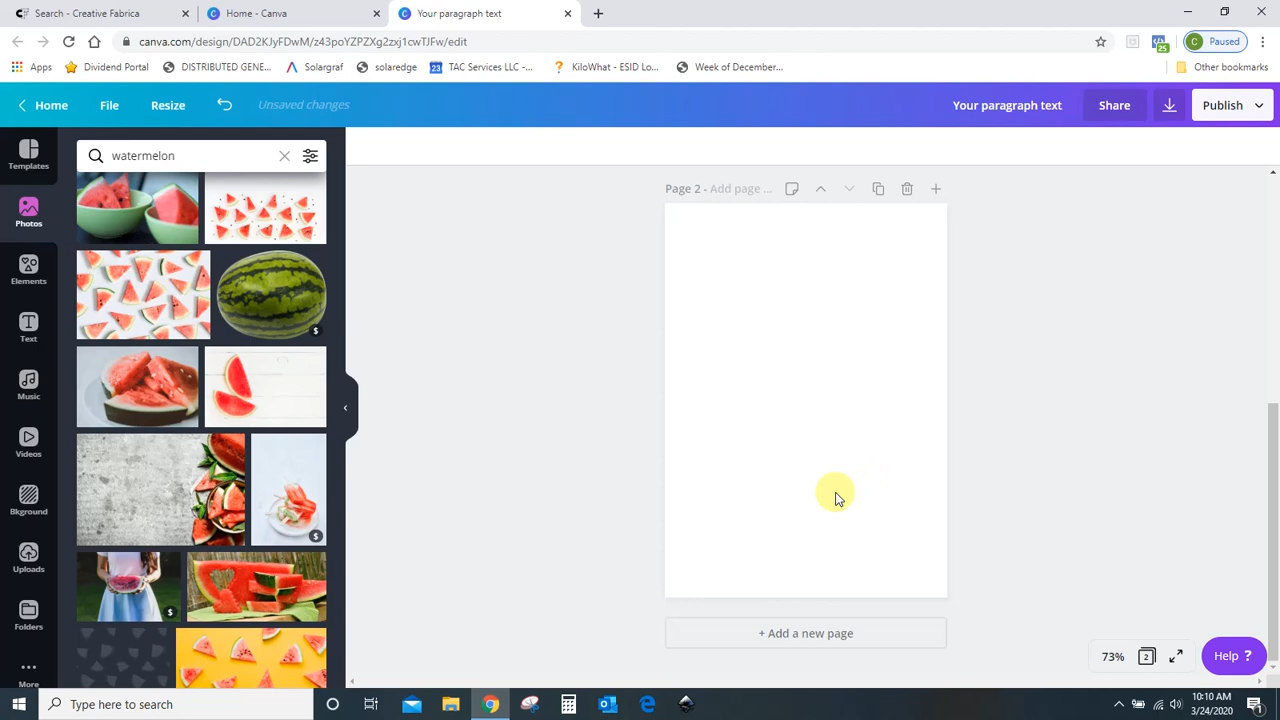 Search - Creative Fabrica
Home - Canva
Your paragraph text
canva.com/design/DAD2KJyFDwM/z43poYZPZXg2zxj1cwTJFw/edit
25
C Paused
Apps
Dividend Portal
DISTRIBUTED GENE...
Solargraf
solaredge
23 TAC Services LLC -...
KiloWhat - ESID Lo...
Week of December...
Other bookmarks
Home
File
Resize
Unsaved changes
Your paragraph text
Share
Publish
Templates
Photos
Elements
Text
Music
Videos
Bkground
Uploads
Folders
More
watermelon
$
$
$
Page 2 - Add page ...
+ Add a new page
73%
2
Help ?
Type here to search
10:10 AM
3/24/2020
1